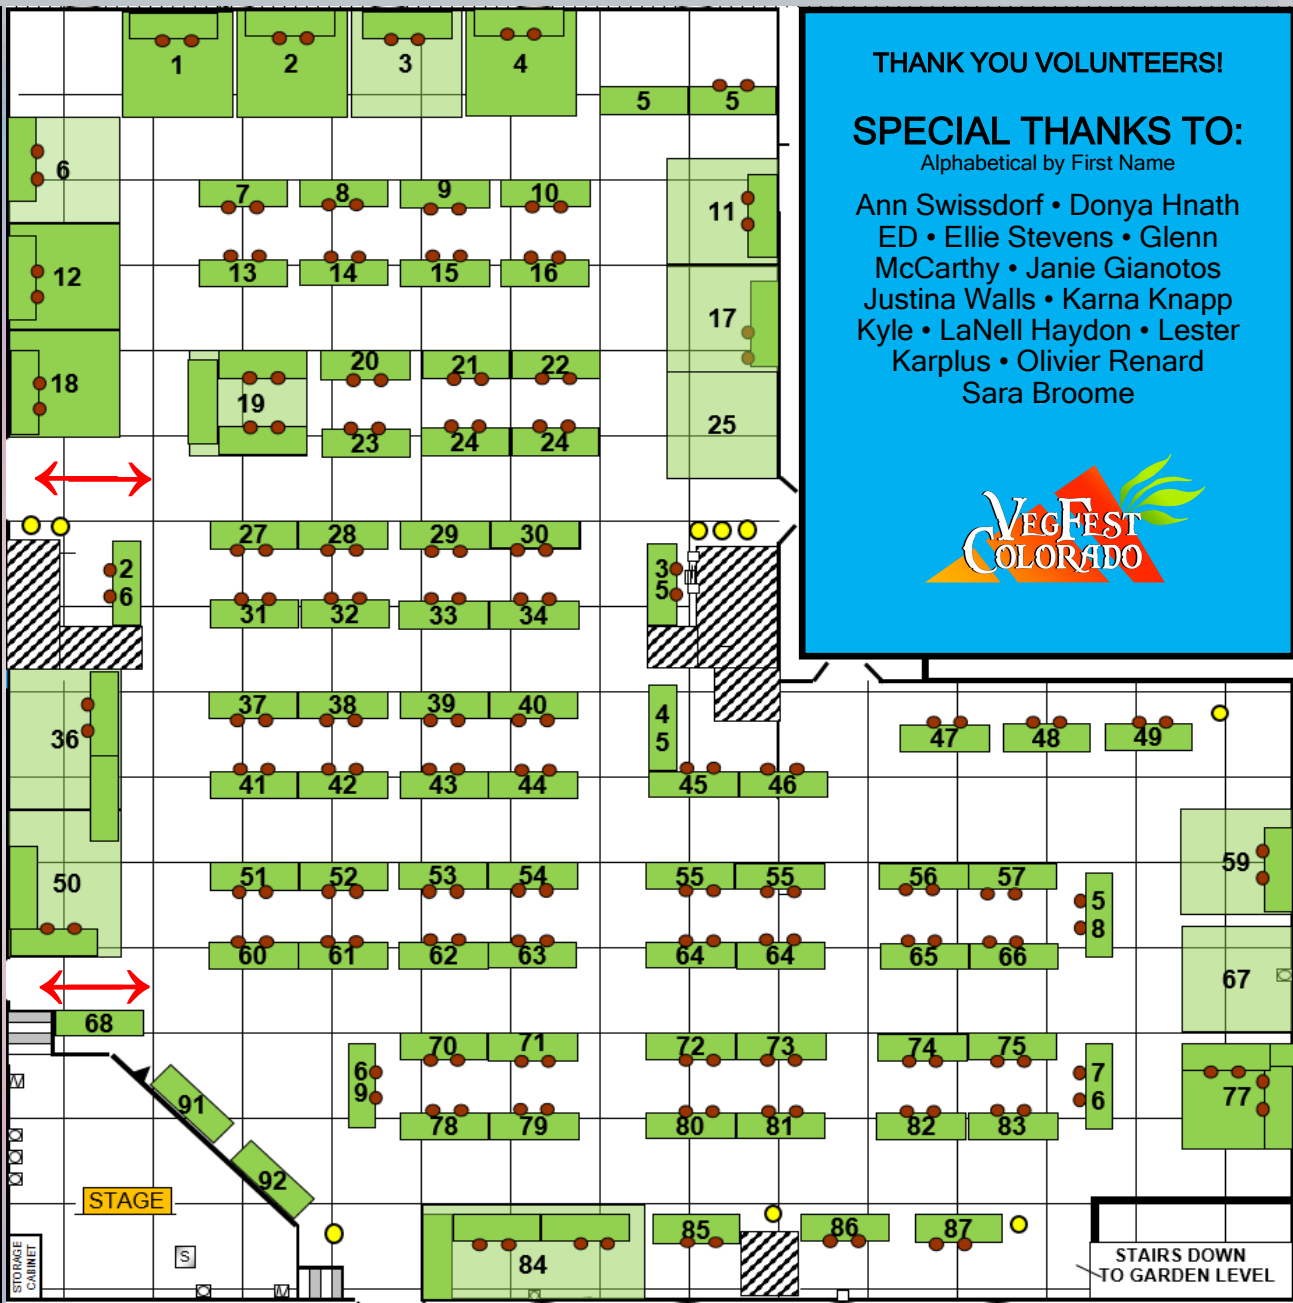 THANK YOU VOLUNTEERS!
SPECIAL THANKS TO:
Alphabetical by First Name
Ann Swissdorf • Donya Hnath
ED • Ellie Stevens • Glenn
McCarthy • Janie Gianotos
Justina Walls • Karna Knapp
Kyle • LaNell Haydon • Lester
Karplus • Olivier Renard
Sara Broome
VEGFEST
COLORADO
1 2 3 4
5 5
6
7 8 9 10
11
12
13 14 15 16
17
18
19
20 21 22
23 24 24
25
26
27 28 29 30
31 32 33 34
35
36
37 38 39 40
41 42 43 44
45
45 46
47 48 49
50
51 52 53 54 55 55 56 57
58
59
60 61 62 63 64 64 65 66
67
68
69
70 71 72 73 74 75
76
77
78 79 80 81 82 83
91
92
STAGE
84
85 86 87
STORAGE
CABINET
S
M
M
STAIRS DOWN
TO GARDEN LEVEL